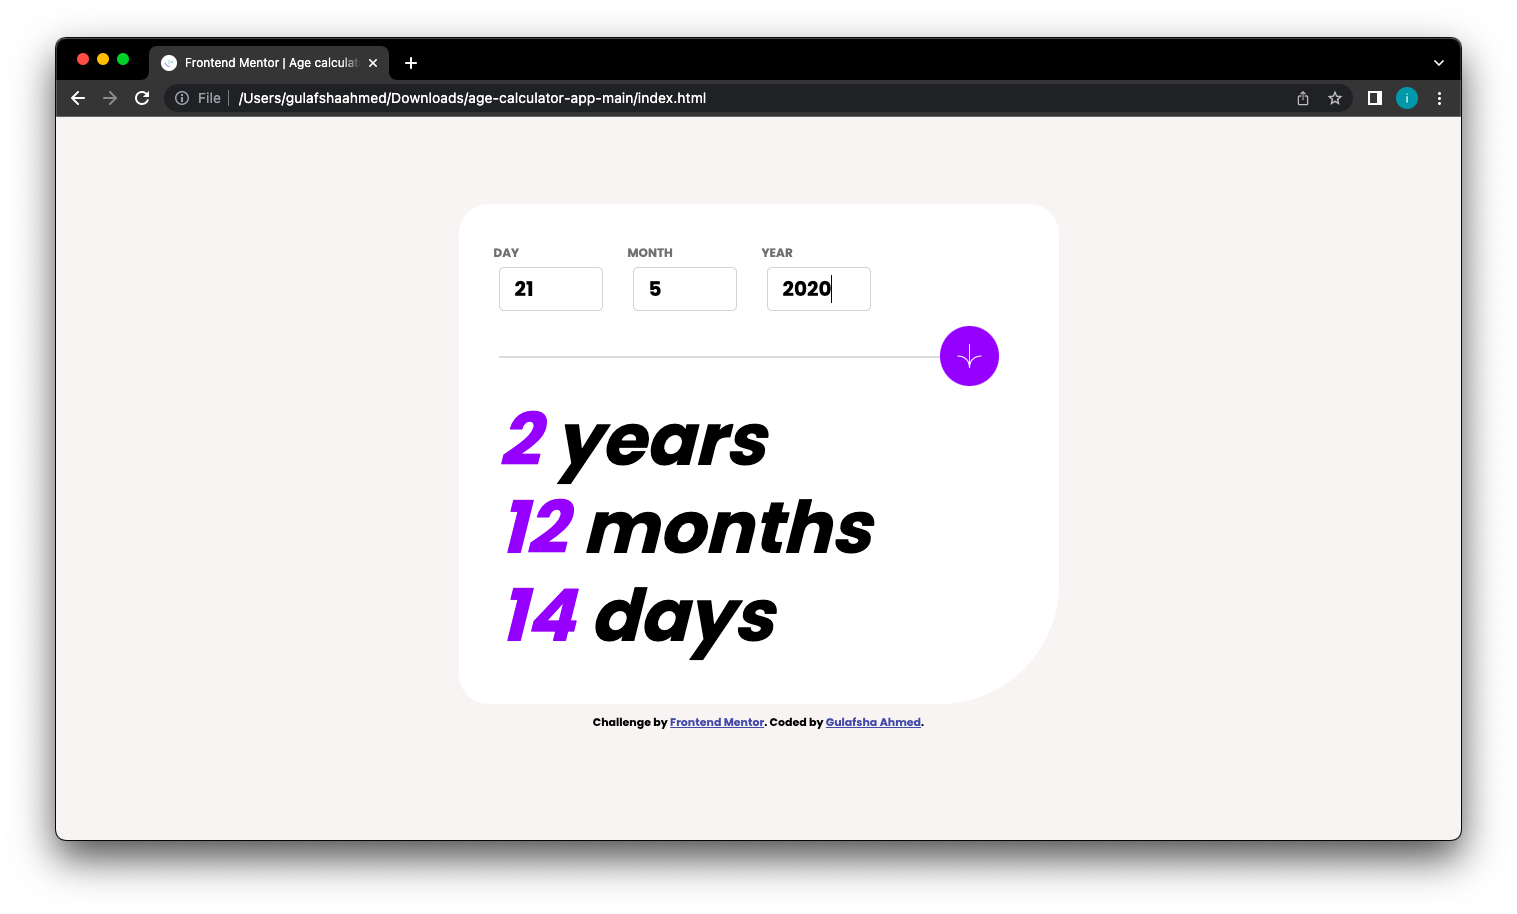 Frontend Mentor | Age calculat
File
/Users/gulafshaahmed/Downloads/age-calculator-app-main/index.html
i
DAY MONTH YEAR
21 5 2020
2 years
12 months
14 days
Challenge by Frontend Mentor. Coded by Gulafsha Ahmed.